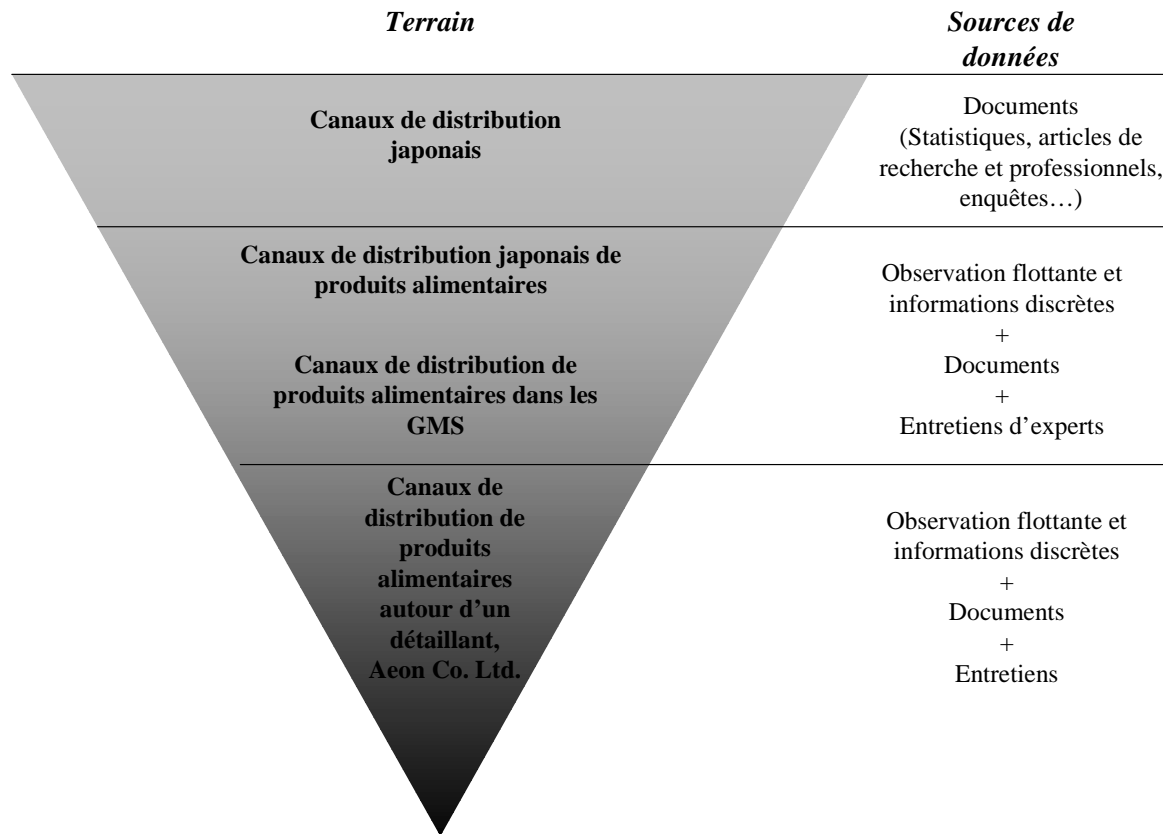 Terrain
Sources de
données
Canaux de distribution
japonais
Documents
(Statistiques, articles de
recherche et professionnels,
enquêtes…)
Canaux de distribution japonais de
produits alimentaires
Canaux de distribution de
produits alimentaires dans les
GMS
Observation flottante et
informations discrètes
+
Documents
+
Entretiens d’experts
Canaux de
distribution de
produits
alimentaires
autour d’un
détaillant,
Aeon Co. Ltd.
Observation flottante et
informations discrètes
+
Documents
+
Entretiens